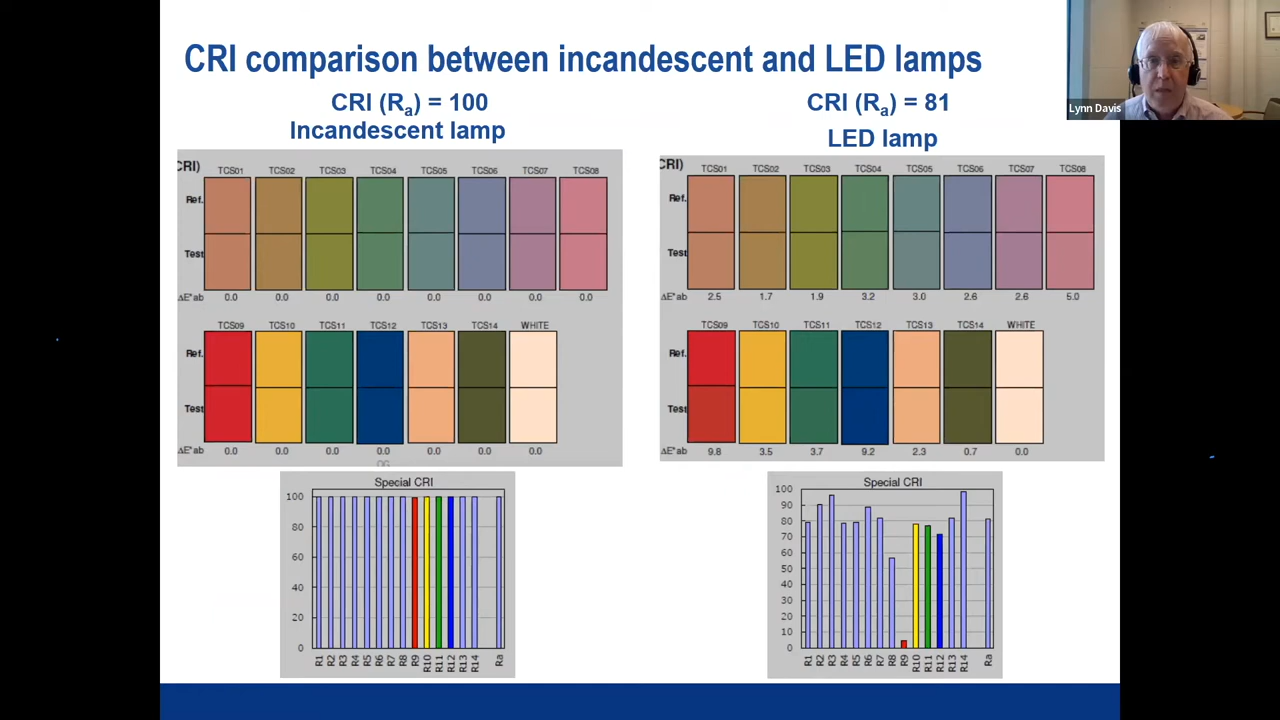 CRI comparison between incandescent and LED lamps
Lynn Davis
CRI (Ra) = 100
Incandescent lamp
CRI (Ra) = 81
LED lamp
CRI)
TCS01 TCS02 TCS03 TCS04 TCS05 TCS06 TCS07 TCS08
Ref.
Test
ΔE*ab 0.0 0.0 0.0 0.0 0.0 0.0 0.0 0.0
TCS09 TCS10 TCS11 TCS12 TCS13 TCS14 WHITE
Ref.
Test
ΔE*ab 0.0 0.0 0.0 0.0 0.0 0.0 0.0
CRI)
TCS01 TCS02 TCS03 TCS04 TCS05 TCS06 TCS07 TCS08
Ref.
Test
ΔE*ab 2.5 1.7 1.9 3.2 3.0 2.6 2.6 5.0
TCS09 TCS10 TCS11 TCS12 TCS13 TCS14 WHITE
Ref.
Test
ΔE*ab 9.8 3.5 3.7 9.2 2.3 0.7 0.0
Special CRI
100
80
60
40
20
0
R1 R2 R3 R4 R5 R6 R7 R8 R9 R10 R11 R12 R13 R14 Ra
Special CRI
100
90
80
70
60
50
40
30
20
10
0
R1 R2 R3 R4 R5 R6 R7 R8 R9 R10 R11 R12 R13 R14 Ra